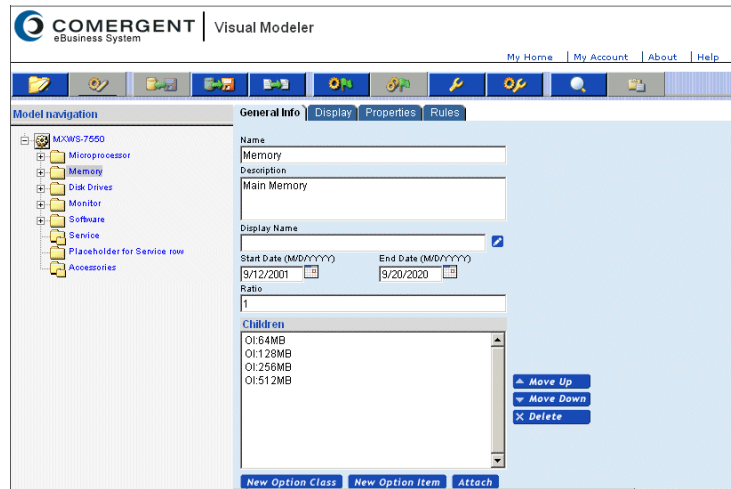 COMERGENT
eBusiness System
Visual Modeler
My Home | My Account | About | Help
Model navigation
General Info Display Properties Rules
MXWS-7550
Microprocessor
Memory
Disk Drives
Monitor
Software
Service
Placeholder for Service row
Accessories
Name
Memory
Description
Main Memory
Display Name
Start Date (M/D/YYYY) End Date (M/D/YYYY)
9/12/2001 9/20/2020
Ratio
1
Children
OI:64MB
OI:128MB
OI:256MB
OI:512MB
Move Up
Move Down
X Delete
New Option Class New Option Item Attach